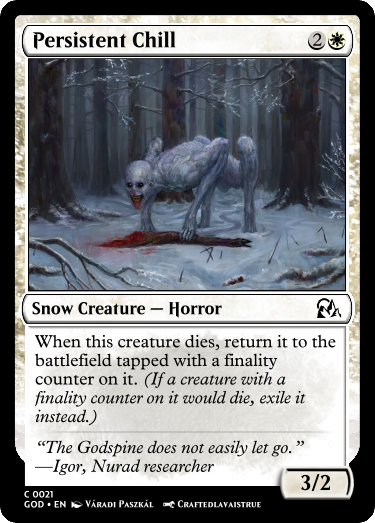 Persistent Chill
2
Snow Creature — Horror
When this creature dies, return it to the
battlefield tapped with a finality
counter on it. (If a creature with a
finality counter on it would die, exile it
instead.)
“The Godspine does not easily let go.”
—Igor, Nurad researcher
3/2
C 0021
GOD • EN Váradi Paszkál Craftedlavaistrue